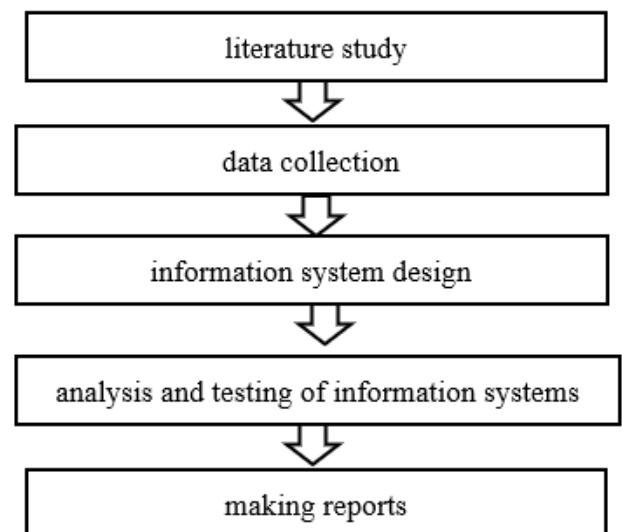 literature study
data collection
information system design
analysis and testing of information systems
making reports